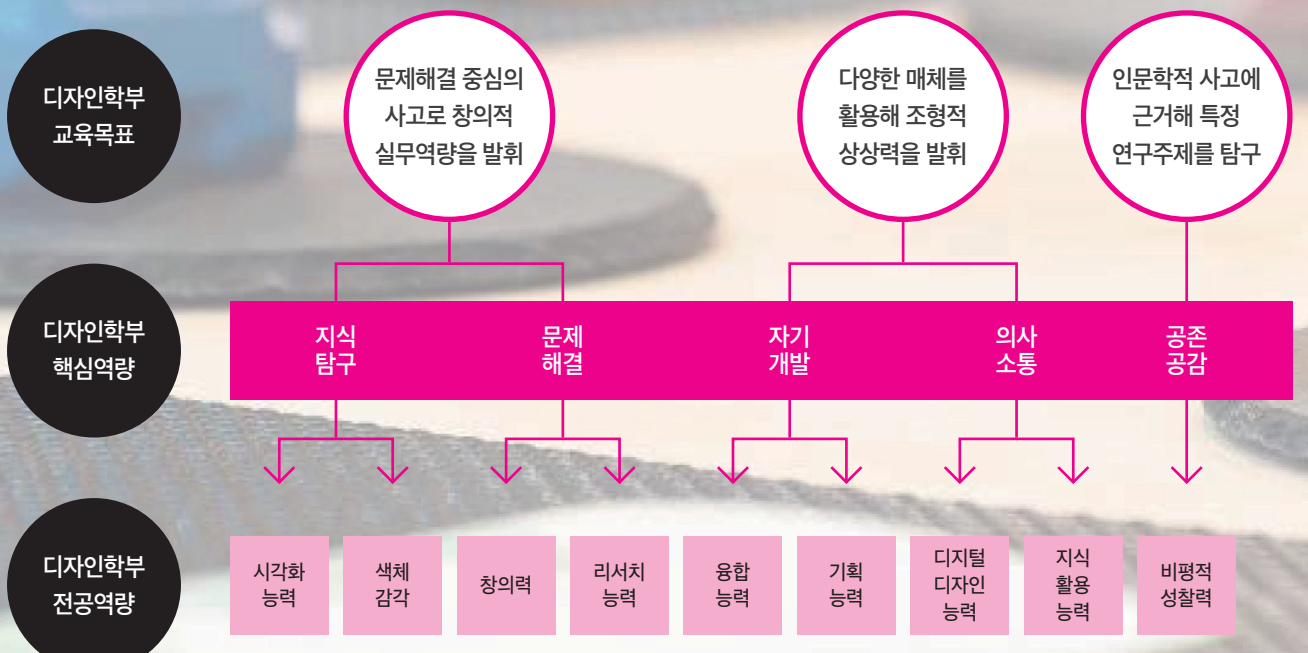 디자인학부
교육목표
문제해결 중심의
사고로 창의적
실무역량을 발휘
다양한 매체를
활용해 조형적
상상력을 발휘
인문학적 사고에
근거해 특정
연구주제를 탐구
디자인학부
핵심역량
지식
탐구
문제
해결
자기
개발
의사
소통
공존
공감
디자인학부
전공역량
시각화
능력
색체
감각
창의력
리서치
능력
융합
능력
기획
능력
디지털
디자인
능력
지식
활용
능력
비평적
성찰력